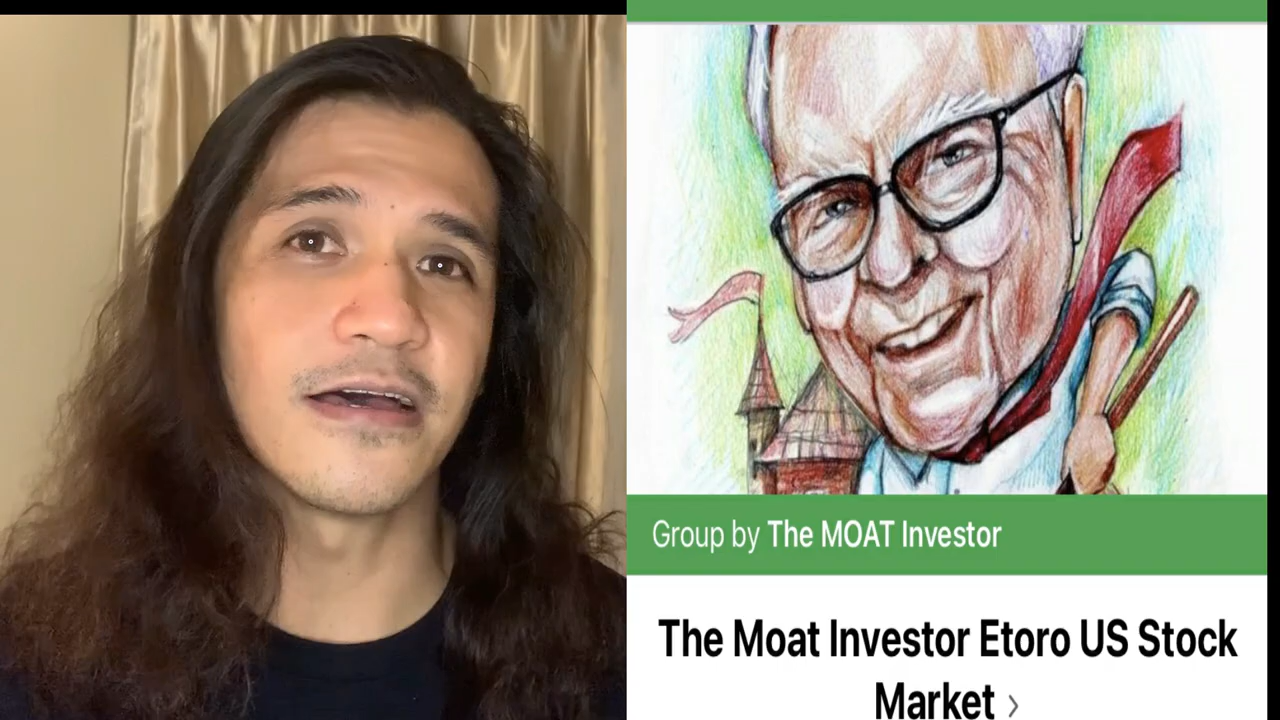 Group by The MOAT Investor
The Moat Investor Etoro US Stock
Market >